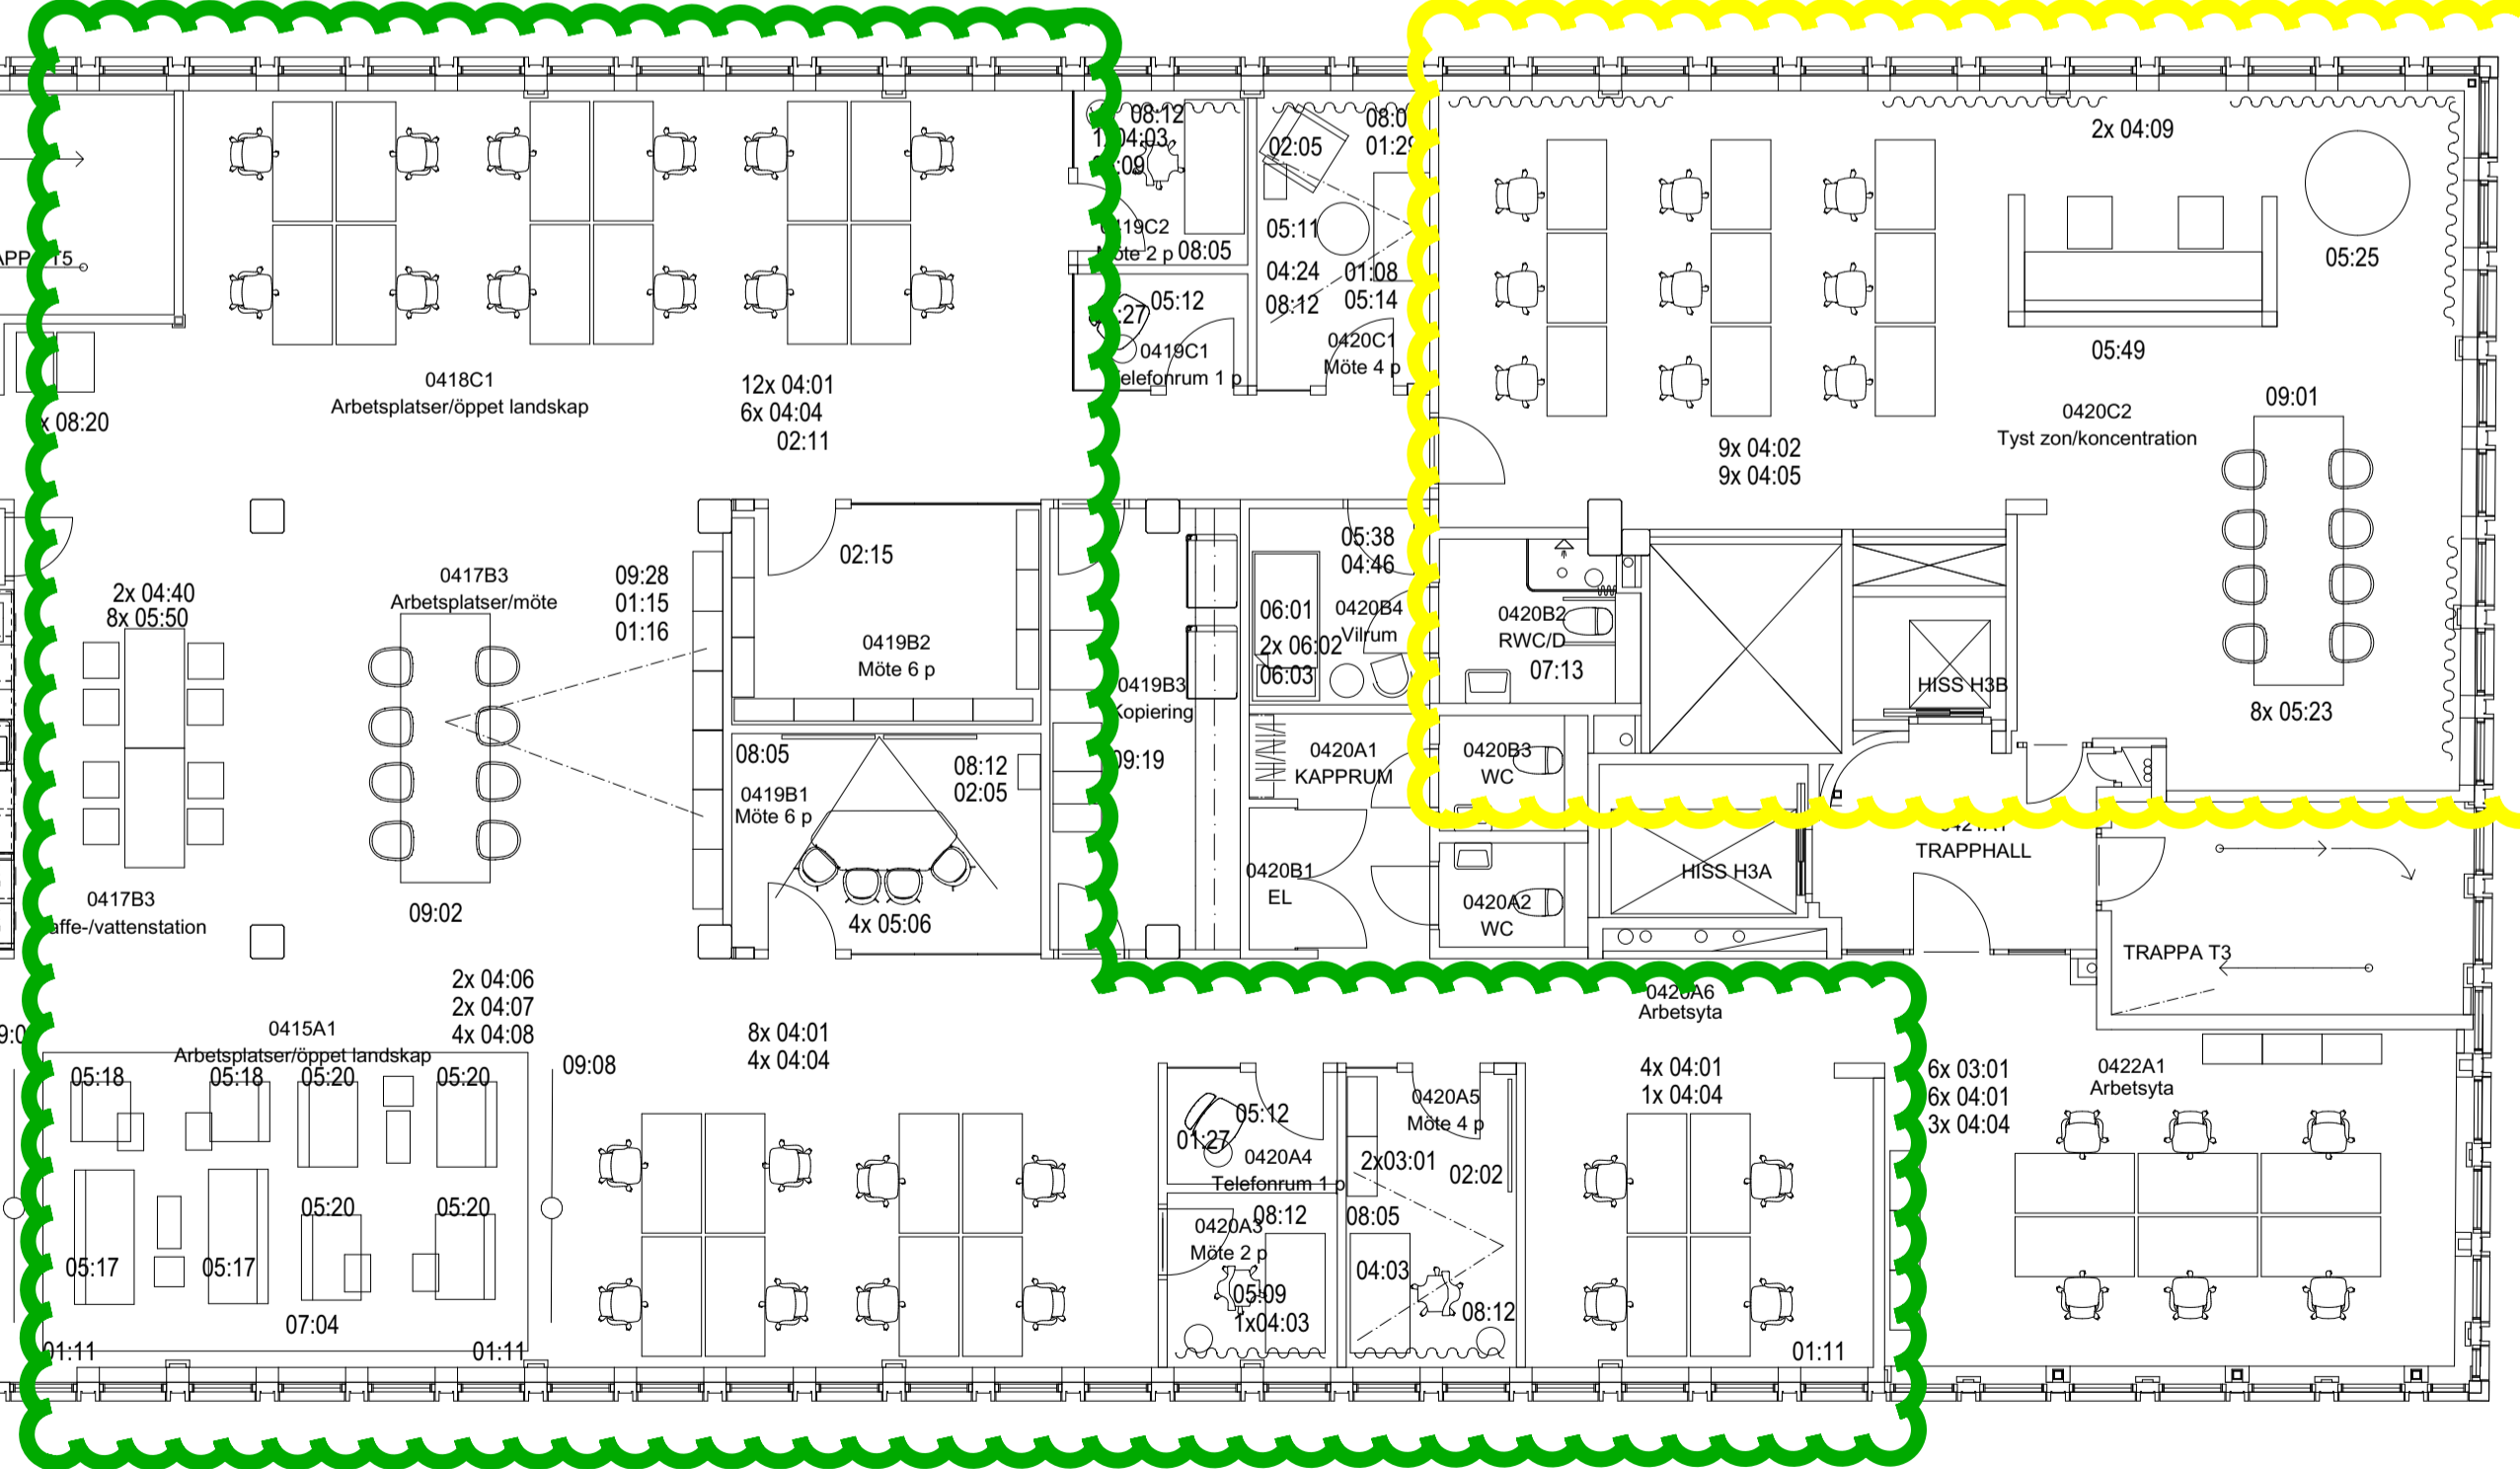 08:12
1x04:03
08:0
01:29
02:05
2x 04:09
0419C2
Möte 2 p
08:05
05:11
05:25
04:24
01:08
08:12
05:14
05:12
0419C1
Telefonrum 1 p
0420C1
Möte 4 p
05:49
0418C1
Arbetsplatser/öppet landskap
12x 04:01
6x 04:04
02:11
x 08:20
09:01
0420C2
Tyst zon/koncentration
9x 04:02
9x 04:05
2x 04:40
8x 05:50
0417B3
Arbetsplatser/möte
09:28
01:15
01:16
02:15
0419B2
Möte 6 p
05:38
04:46
06:01
2x 06:02
06:03
0420B4
Vilrum
0420B2
RWC/D
07:13
HISS H3B
8x 05:23
0419B3
Kopiering
09:19
08:05
0419B1
Möte 6 p
08:12
02:05
4x 05:06
0420A1
KAPPRUM
0420B3
WC
0420B1
EL
0420A2
WC
HISS H3A
0421A1
TRAPPHALL
TRAPPA T3
0417B3
affe-/vattenstation
09:02
2x 04:06
2x 04:07
4x 04:08
0415A1
Arbetsplatser/öppet landskap
09:08
8x 04:01
4x 04:04
0420A6
Arbetsyta
4x 04:01
1x 04:04
6x 03:01
6x 04:01
3x 04:04
0422A1
Arbetsyta
05:18
05:18
05:20
05:20
05:20
05:20
05:17
05:17
07:04
01:11
01:11
05:12
01:27
0420A4
Telefonrum 1 p
0420A5
Möte 4 p
2x03:01
02:02
0420A3
Möte 2 p
08:12
08:05
04:03
05:09
1x04:03
08:12
01:11